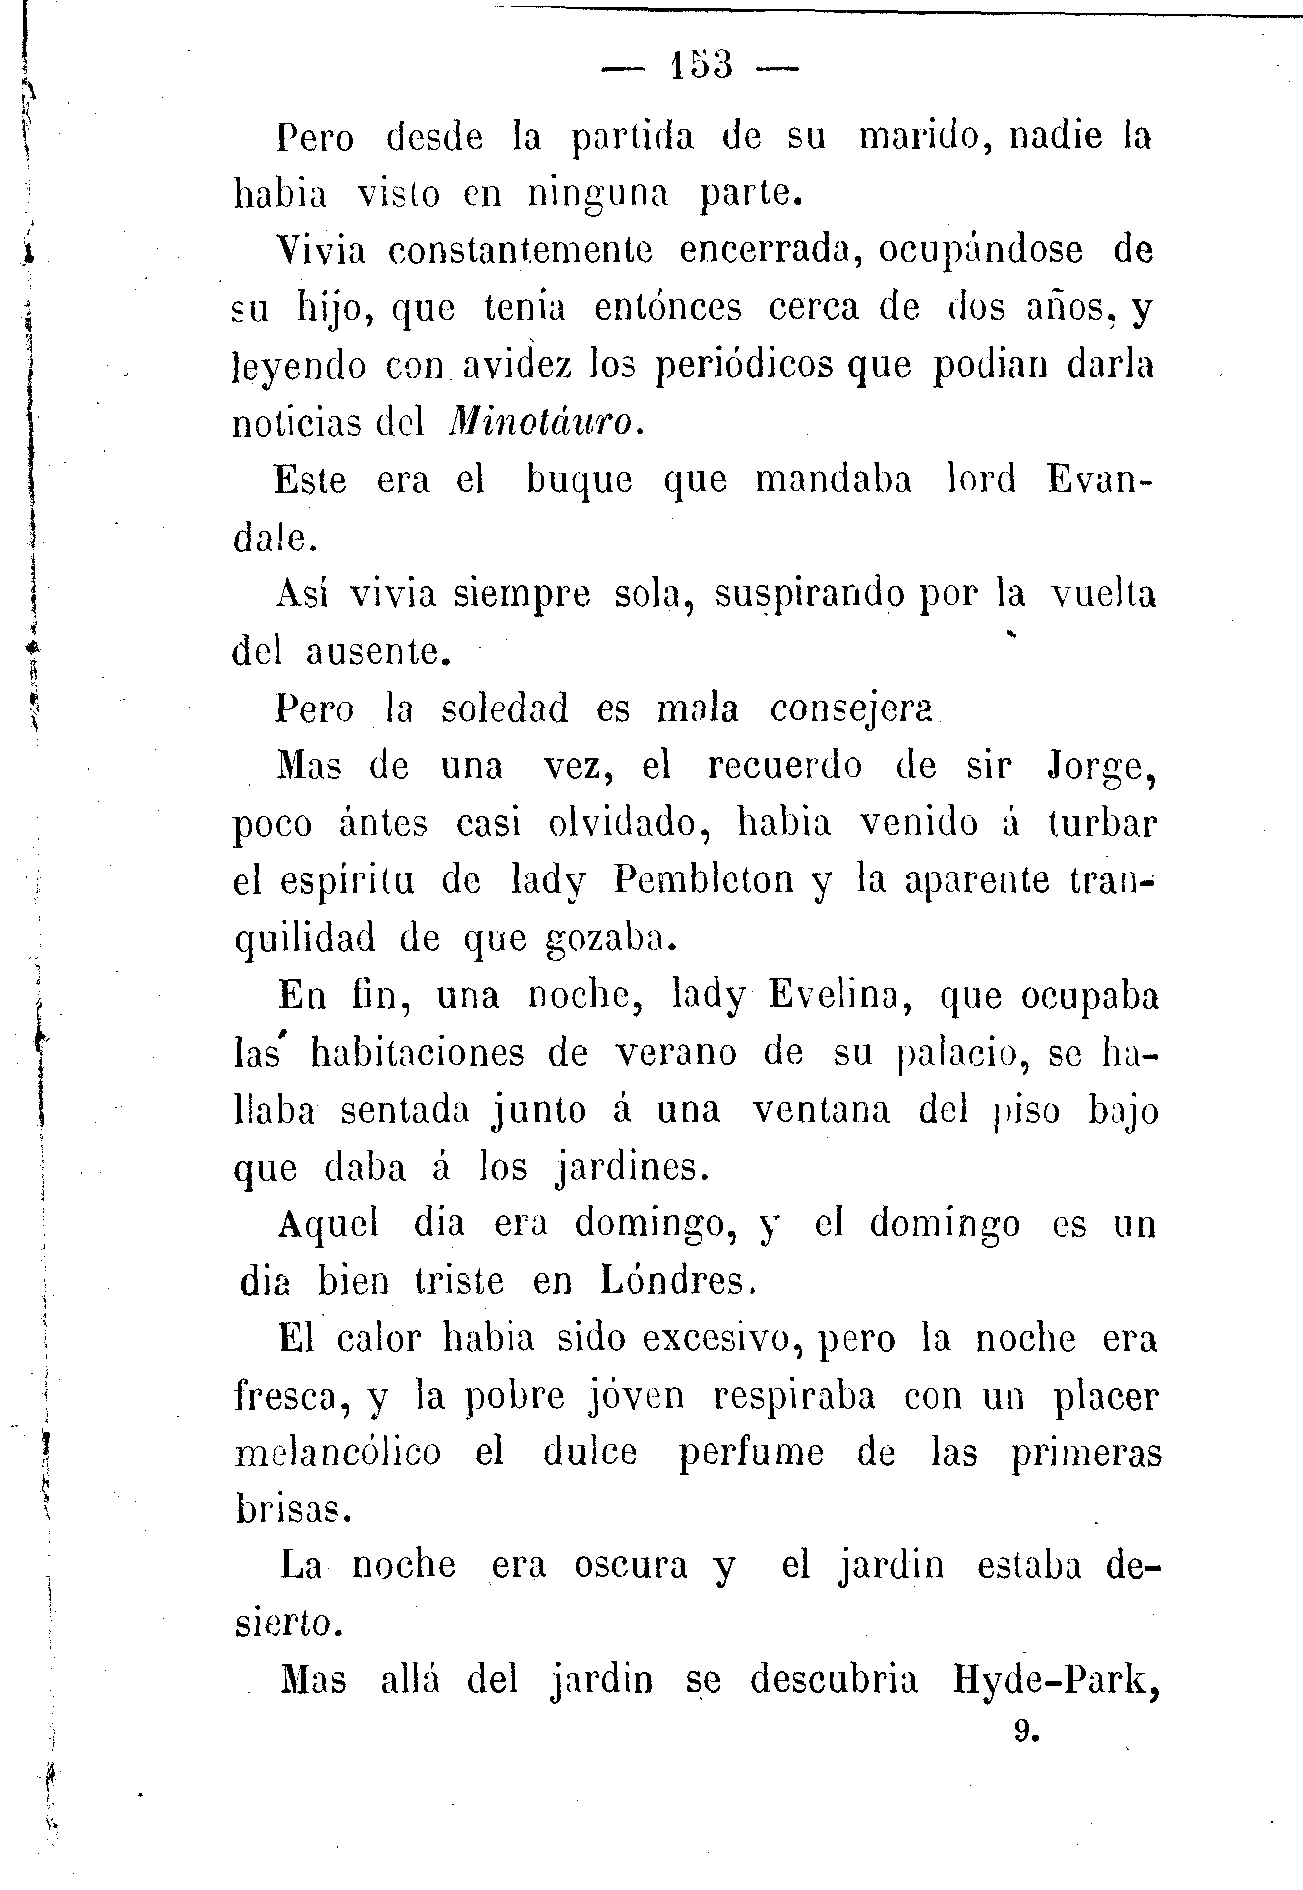 — 153 —
Pero desde la partida de su marido, nadie la
habia visto en ninguna parte.
Vivia constantemente encerrada, ocupándose de
su hijo, que tenia entónces cerca de dos años, y
leyendo con avidez los periódicos que podian darla
noticias del Minotáuro.
Este era el buque que mandaba lord Evan-
dale.
Así vivia siempre sola, suspirando por la vuelta
del ausente.
Pero la soledad es mala consejera
Mas de una vez, el recuerdo de sir Jorge,
poco ántes casi olvidado, habia venido á turbar
el espíritu de lady Pembleton y la aparente tran-
quilidad de que gozaba.
En fin, una noche, lady Evelina, que ocupaba
las habitaciones de verano de su palacio, se ha-
llaba sentada junto á una ventana del piso bajo
que daba á los jardines.
Aquel dia era domingo, y el domingo es un
dia bien triste en Lóndres.
El calor habia sido excesivo, pero la noche era
fresca, y la pobre jóven respiraba con un placer
melancólico el dulce perfume de las primeras
brisas.
La noche era oscura y el jardin estaba de-
sierto.
Mas allá del jardin se descubria Hyde-Park,
9.